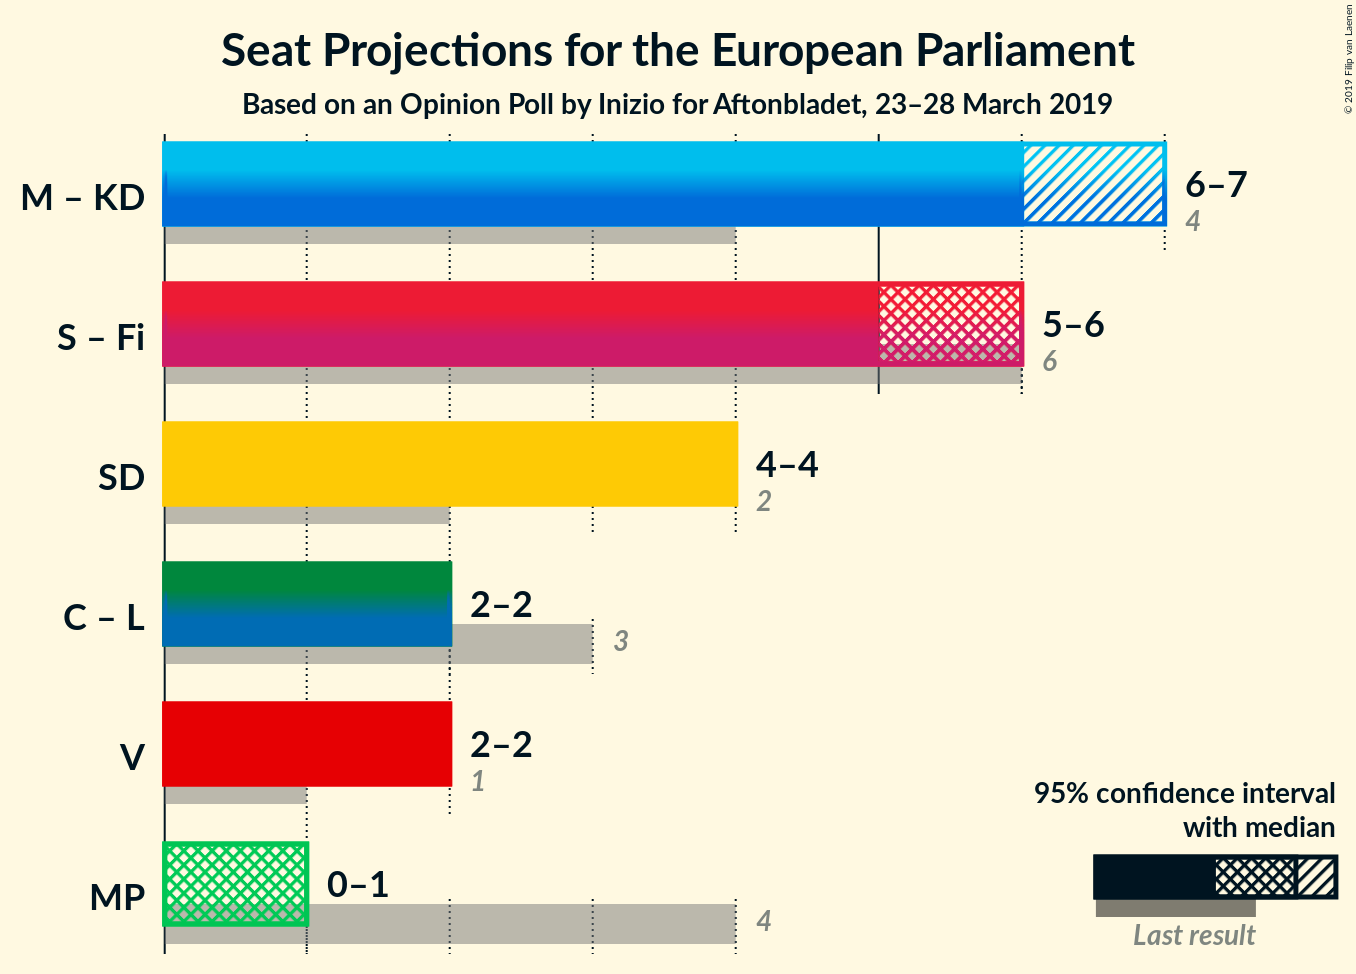 Seat Projections for the European Parliament
Based on an Opinion Poll by Inizio for Aftonbladet, 23–28 March 2019
© 2019 Filip van Laenen
M – KD
6–7
4
S – Fi
5–6
6
SD
4–4
2
C – L
2–2
3
V
2–2
1
MP
0–1
4
95% confidence interval
with median
Last result